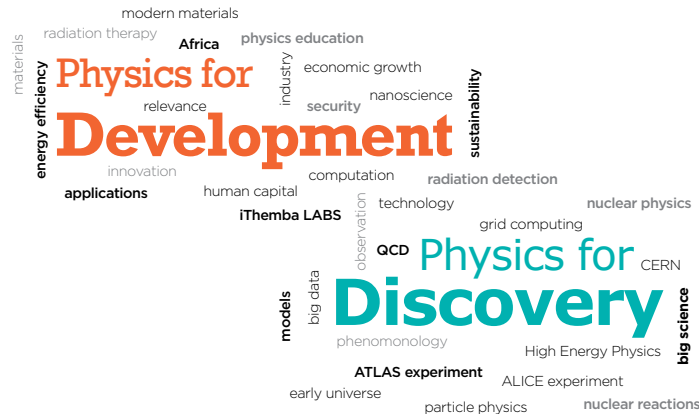 modern materials
radiation therapy
Africa
physics education
materials
Physics for
industry
economic growth
energy efficiency
relevance
security
nanoscience
sustainability
Development
innovation
computation
radiation detection
applications
human capital
technology
nuclear physics
iThemba LABS
observation
grid computing
QCD
Physics for
CERN
models
big data
Discovery
big science
phenomonology
High Energy Physics
ATLAS experiment
ALICE experiment
early universe
particle physics
nuclear reactions